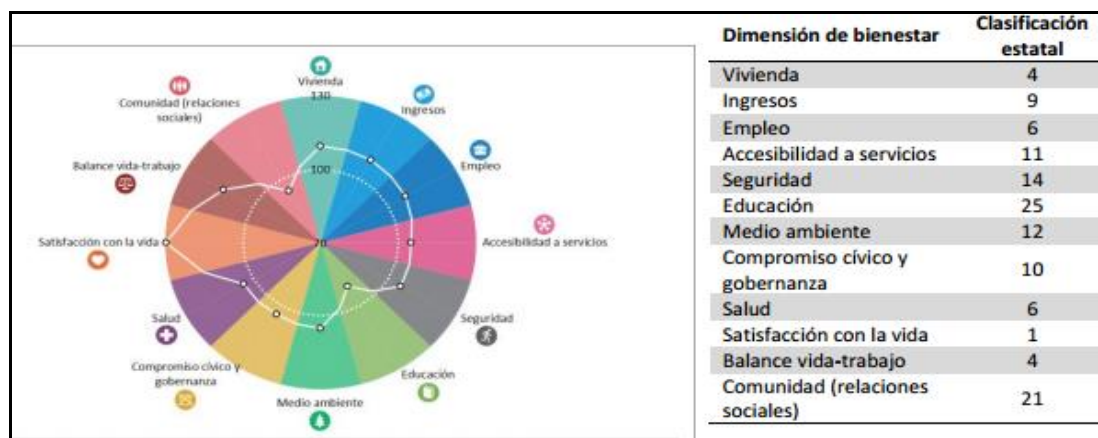 Vivienda
130
Comunidad (relaciones
sociales)
Ingresos
Balance vida-trabajo
Empleo
100
Satisfacción con la vida
70
Accesibilidad a servicios
Salud
Seguridad
Compromiso cívico y
gobernanza
Educación
Medio ambiente
Dimensión de bienestar Clasificación
estatal
Vivienda 4
Ingresos 9
Empleo 6
Accesibilidad a servicios 11
Seguridad 14
Educación 25
Medio ambiente 12
Compromiso cívico y
gobernanza 10
Salud 6
Satisfacción con la vida 1
Balance vida-trabajo 4
Comunidad (relaciones
sociales) 21